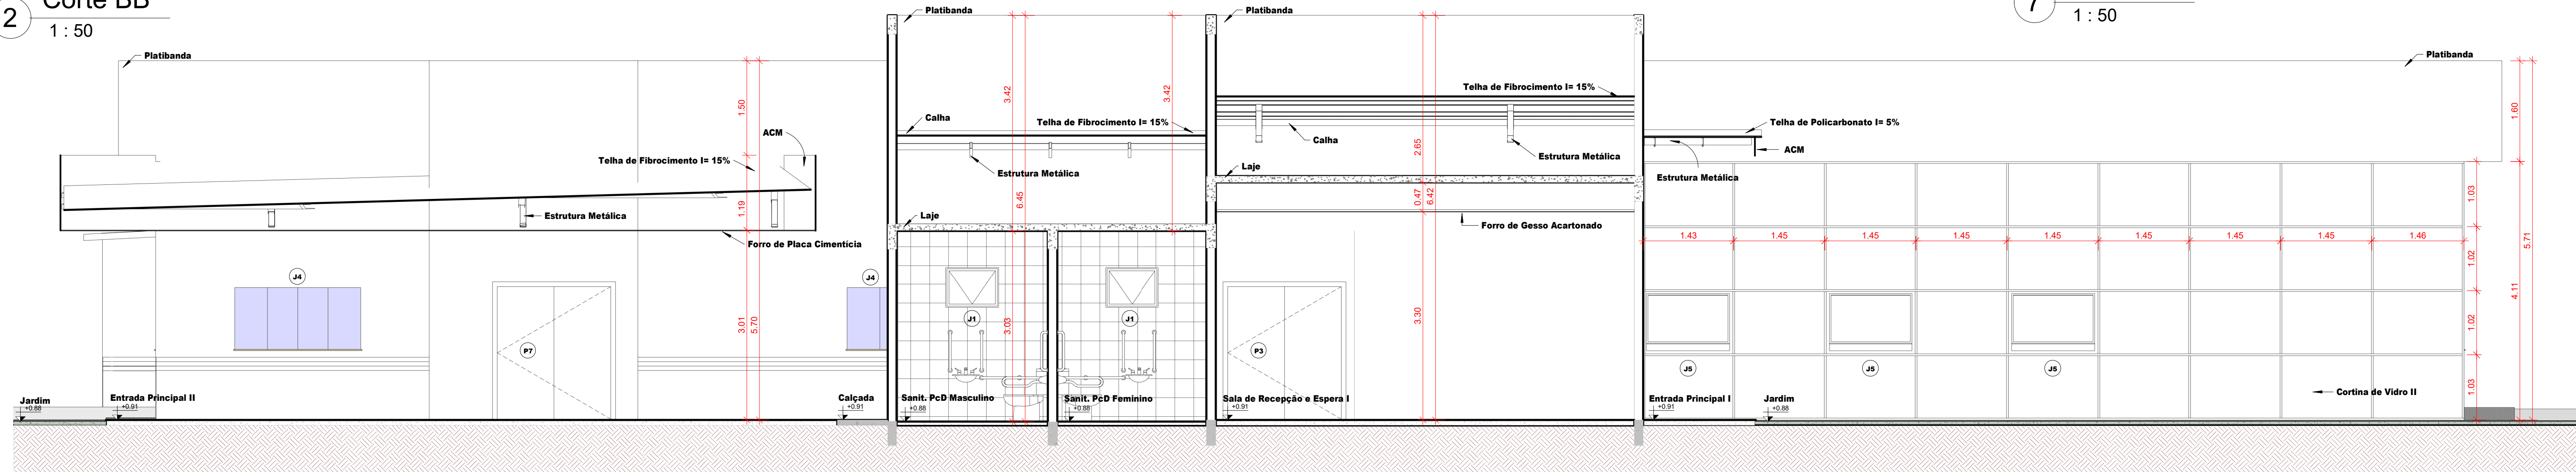 2
Corte BB
1 : 50
7
1 : 50
Platibanda
Platibanda
Platibanda
Platibanda
1.50
ACM
Telha de Fibrocimento I= 15%
1.19
Estrutura Metálica
Forro de Placa Cimentícia
J4
J4
P7
3.01
5.70
Jardim
+0.88
Entrada Principal II
+0.91
Calçada
+0.91
Calha
3.42
3.42
Telha de Fibrocimento I= 15%
Estrutura Metálica
6.45
Laje
J1
J1
3.03
Sanit. PcD Masculino
+0.88
Sanit. PcD Feminino
+0.88
Telha de Fibrocimento I= 15%
Calha
2.65
Estrutura Metálica
Laje
0.47
6.42
Forro de Gesso Acartonado
3.30
P3
Sala de Recepção e Espera I
+0.91
Telha de Policarbonato I= 5%
ACM
Estrutura Metálica
1.60
1.03
1.43
1.45
1.45
1.45
1.45
1.45
1.45
1.45
1.46
5.71
1.02
4.11
1.02
J5
J5
J5
1.03
Cortina de Vidro II
Entrada Principal I
+0.91
Jardim
+0.88